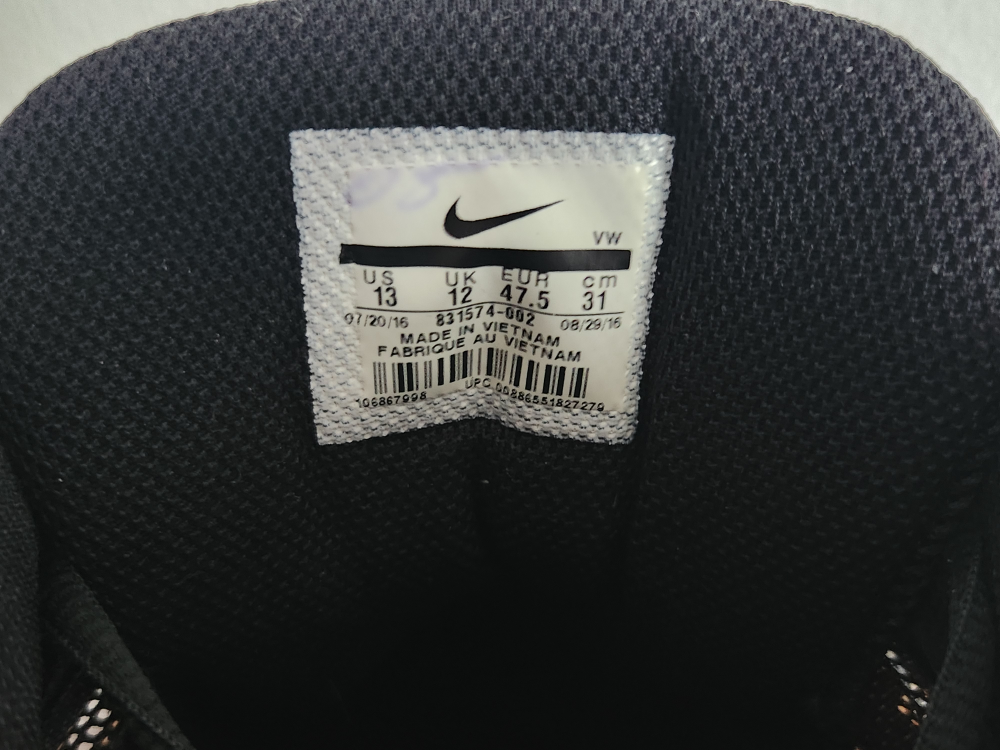 VW
US UK EUR cm
13 12 47.5 31
07/20/16 831574-002 08/29/16
MADE IN VIETNAM
FABRIQUE AU VIETNAM
106867998 UPC 00886551827279